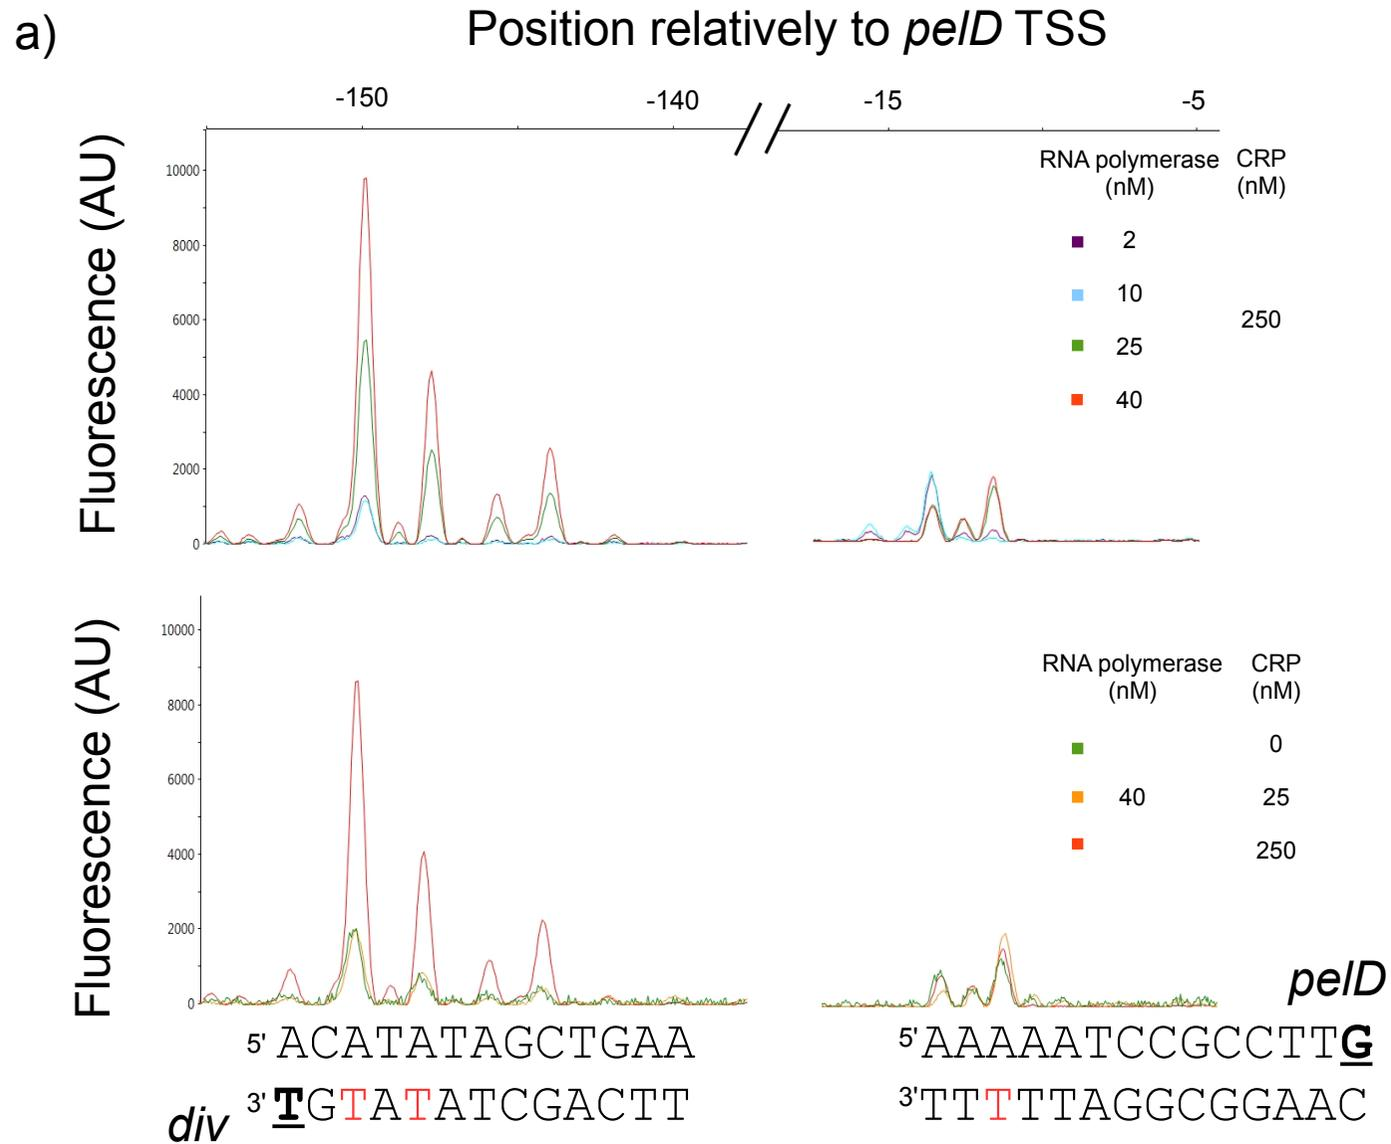 a)
Position relatively to pelD TSS
-150 -140 -15 -5
Fluorescence (AU)
10000
8000
6000
4000
2000
0
RNA polymerase (nM)
CRP (nM)
2
10
25
40
250
Fluorescence (AU)
10000
8000
6000
4000
2000
0
RNA polymerase (nM)
CRP (nM)
0
40 25
250
pelD
5' ACATATAGCTGAA
5'AAAAATCCGCCTTG
div 3'TGTATATCGACTT
3'TTTTTAGGCGGAAC